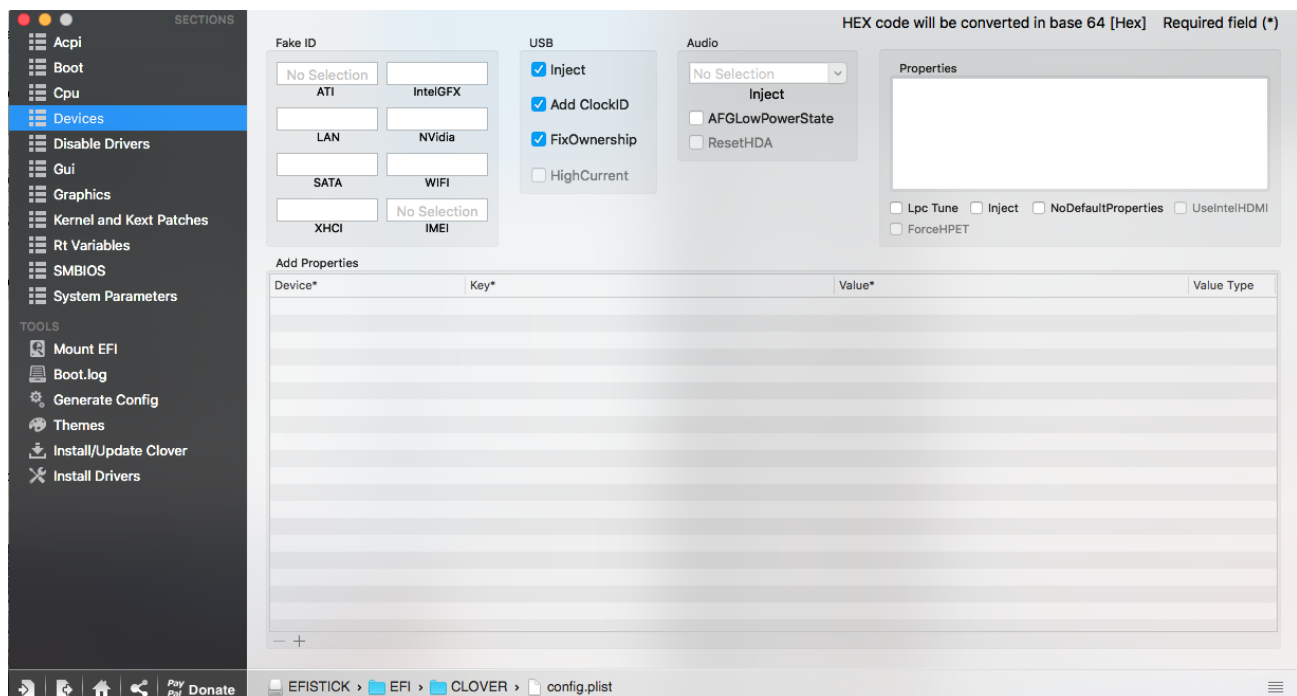 SECTIONS
Acpi
Boot
Cpu
Devices
Disable Drivers
Gui
Graphics
Kernel and Kext Patches
Rt Variables
SMBIOS
System Parameters
TOOLS
Mount EFI
Boot.log
Generate Config
Themes
Install/Update Clover
Install Drivers
Pay
Pal Donate
HEX code will be converted in base 64 [Hex] Required field (*)
Fake ID
No Selection
ATI IntelGFX
LAN NVidia
SATA WIFI
No Selection
XHCI IMEI
USB
Inject
Add ClockID
FixOwnership
HighCurrent
Audio
No Selection
Inject
AFGLowPowerState
ResetHDA
Properties
Lpc Tune Inject NoDefaultProperties UseIntelHDMI
ForceHPET
Add Properties
Device* Key* Value* Value Type
EFISTICK › EFI › CLOVER › config.plist